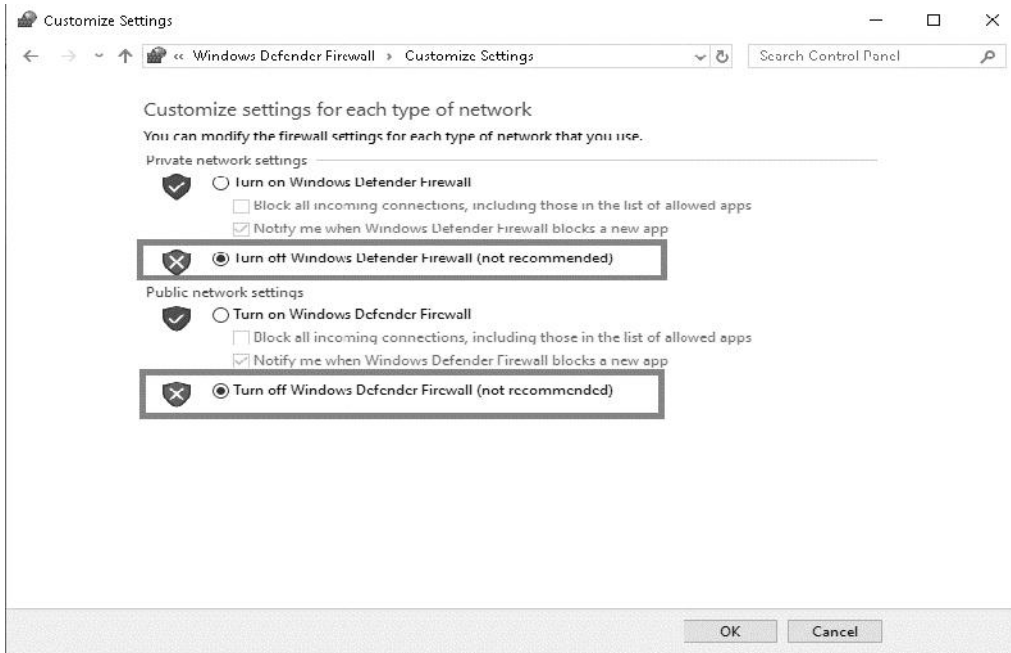 Customize Settings
« Windows Defender Firewall › Customize Settings
Search Control Panel
Customize settings for each type of network
You can modify the firewall settings for each type of network that you use.
Private network settings
Turn on Windows Defender Firewall
Block all incoming connections, including those in the list of allowed apps
Notify me when Windows Defender Firewall blocks a new app
Turn off Windows Defender Firewall (not recommended)
Public network settings
Turn on Windows Defender Firewall
Block all incoming connections, including those in the list of allowed apps
Notify me when Windows Defender Firewall blocks a new app
Turn off Windows Defender Firewall (not recommended)
OK Cancel